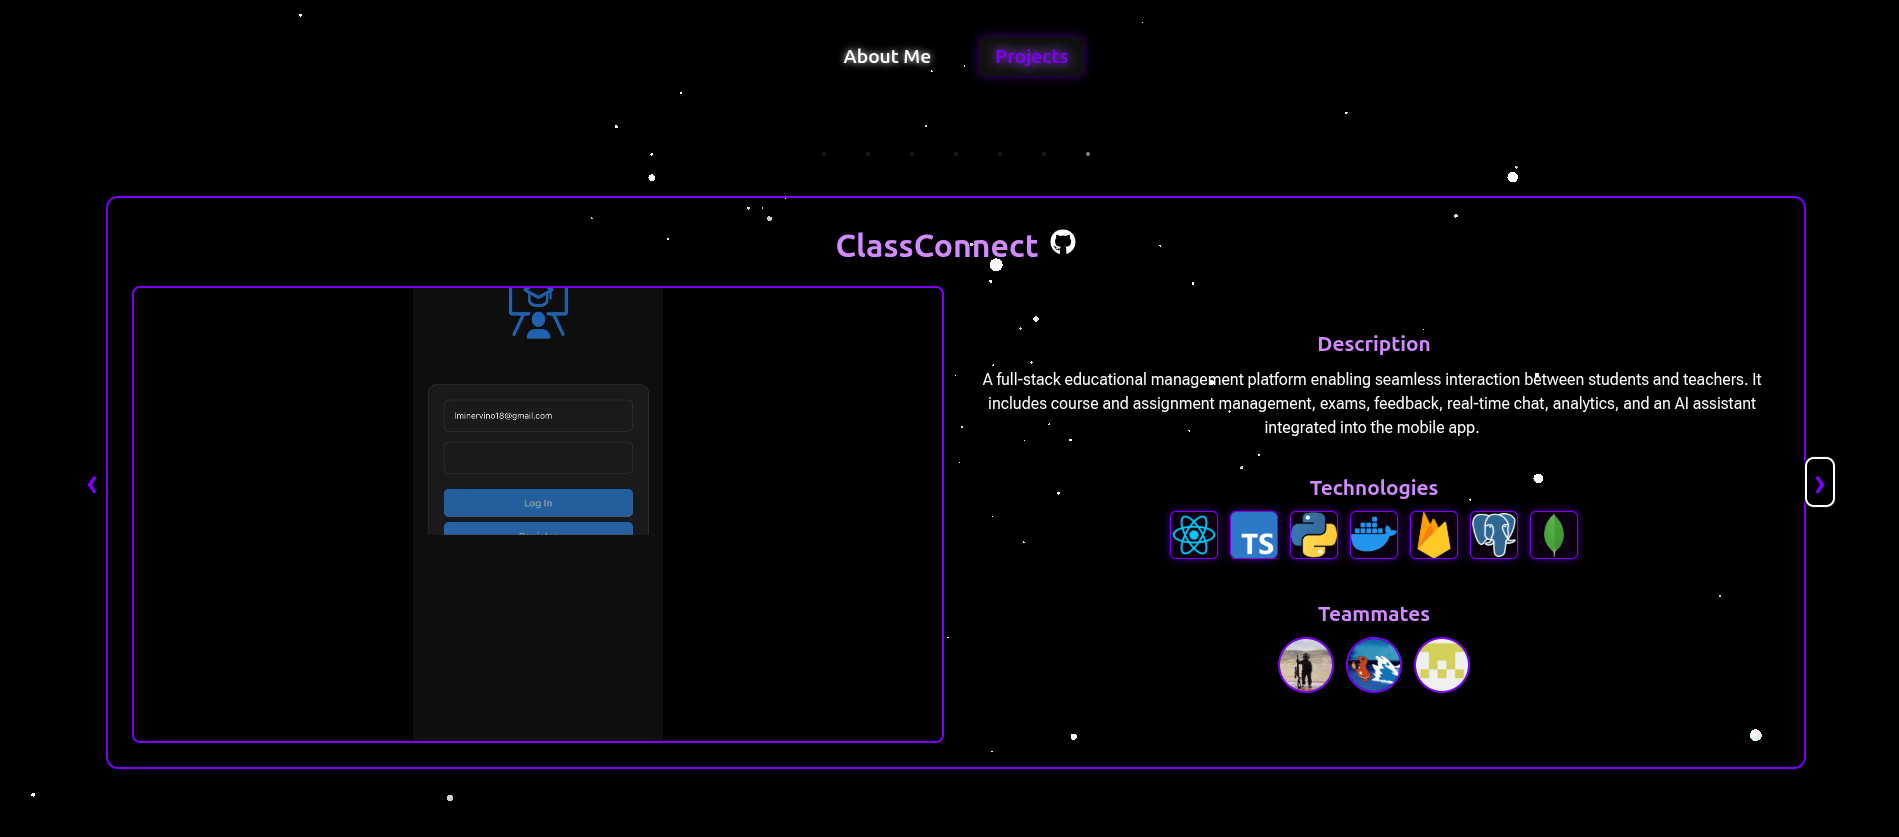 About Me
Projects
ClassConnect
lminervino18@gmail.com
Log In
Register
Description
A full-stack educational management platform enabling seamless interaction between students and teachers. It
includes course and assignment management, exams, feedback, real-time chat, analytics, and an AI assistant
integrated into the mobile app.
Technologies
TS
Teammates